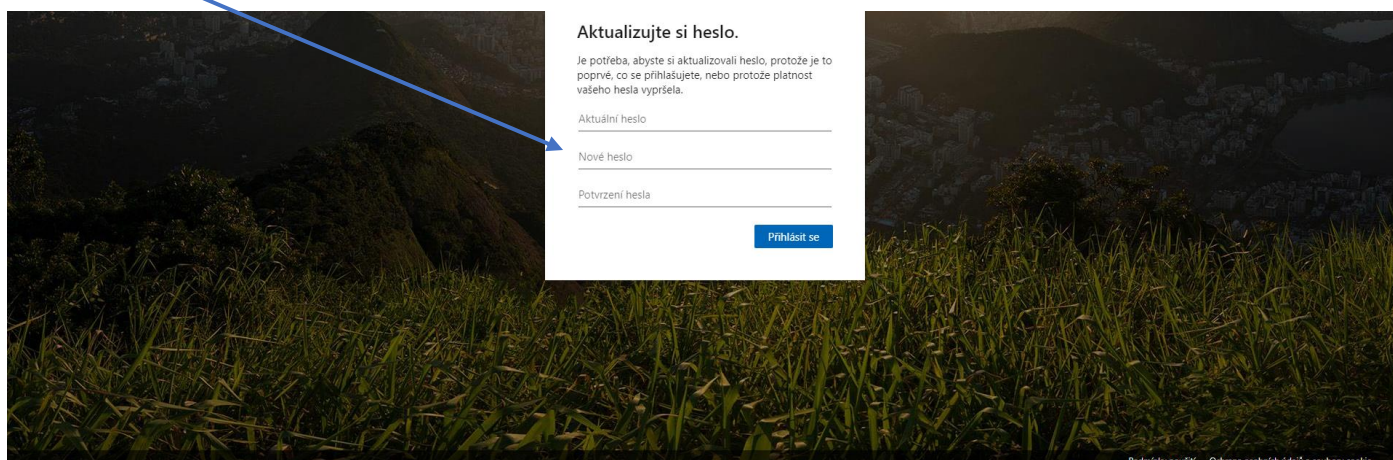 Aktualizujte si heslo.
Je potřeba, abyste si aktualizovali heslo, protože je to
poprvé, co se přihlašujete, nebo protože platnost
vašeho hesla vypršela.
Aktuální heslo
Nové heslo
Potvrzení hesla
Přihlásit se